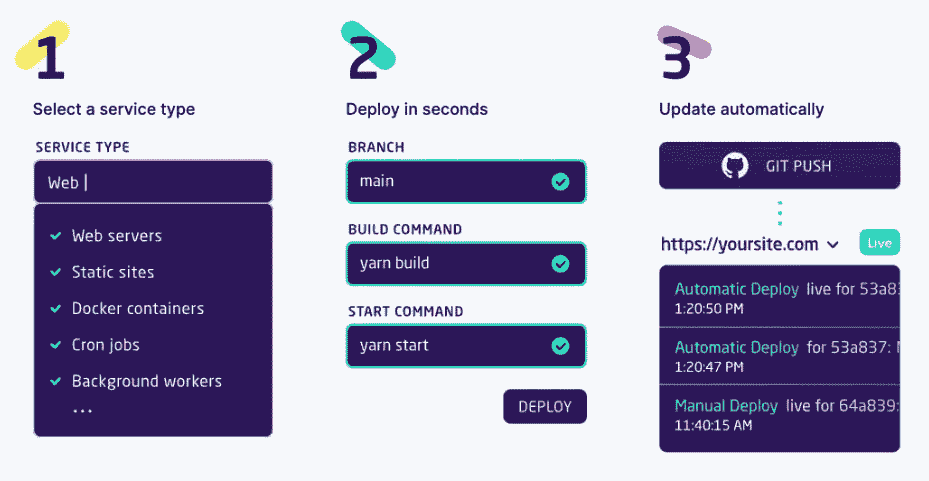 1
Select a service type
SERVICE TYPE
Web |
Web servers
Static sites
Docker containers
Cron jobs
Background workers
...
2
Deploy in seconds
BRANCH
main
BUILD COMMAND
yarn build
START COMMAND
yarn start
DEPLOY
3
Update automatically
GIT PUSH
https://yoursite.com
Live
Automatic Deploy live for 53a83
1:20:50 PM
Automatic Deploy for 53a837:
1:20:47 PM
Manual Deploy live for 64a839:
11:40:15 AM